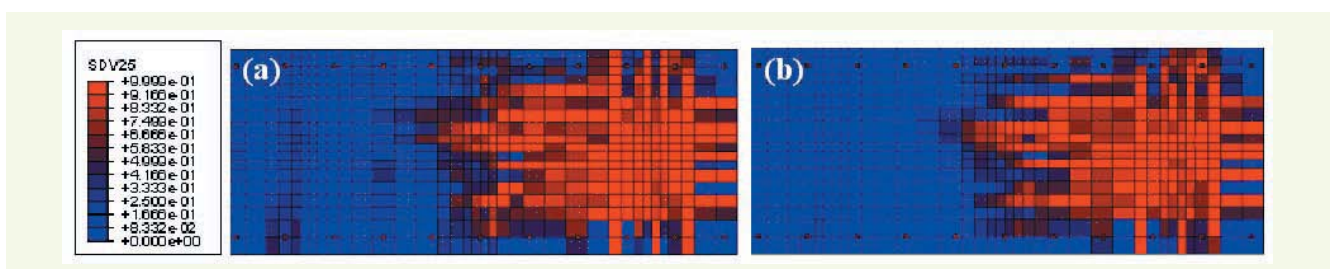 SDV25
+9.999e-01
+9.166e-01
+8.332e-01
+7.499e-01
+6.666e-01
+5.833e-01
+4.999e-01
+4.166e-01
+3.333e-01
+2.500e-01
+1.666e-01
+8.332e-02
+0.000e+00
(a)
(b)